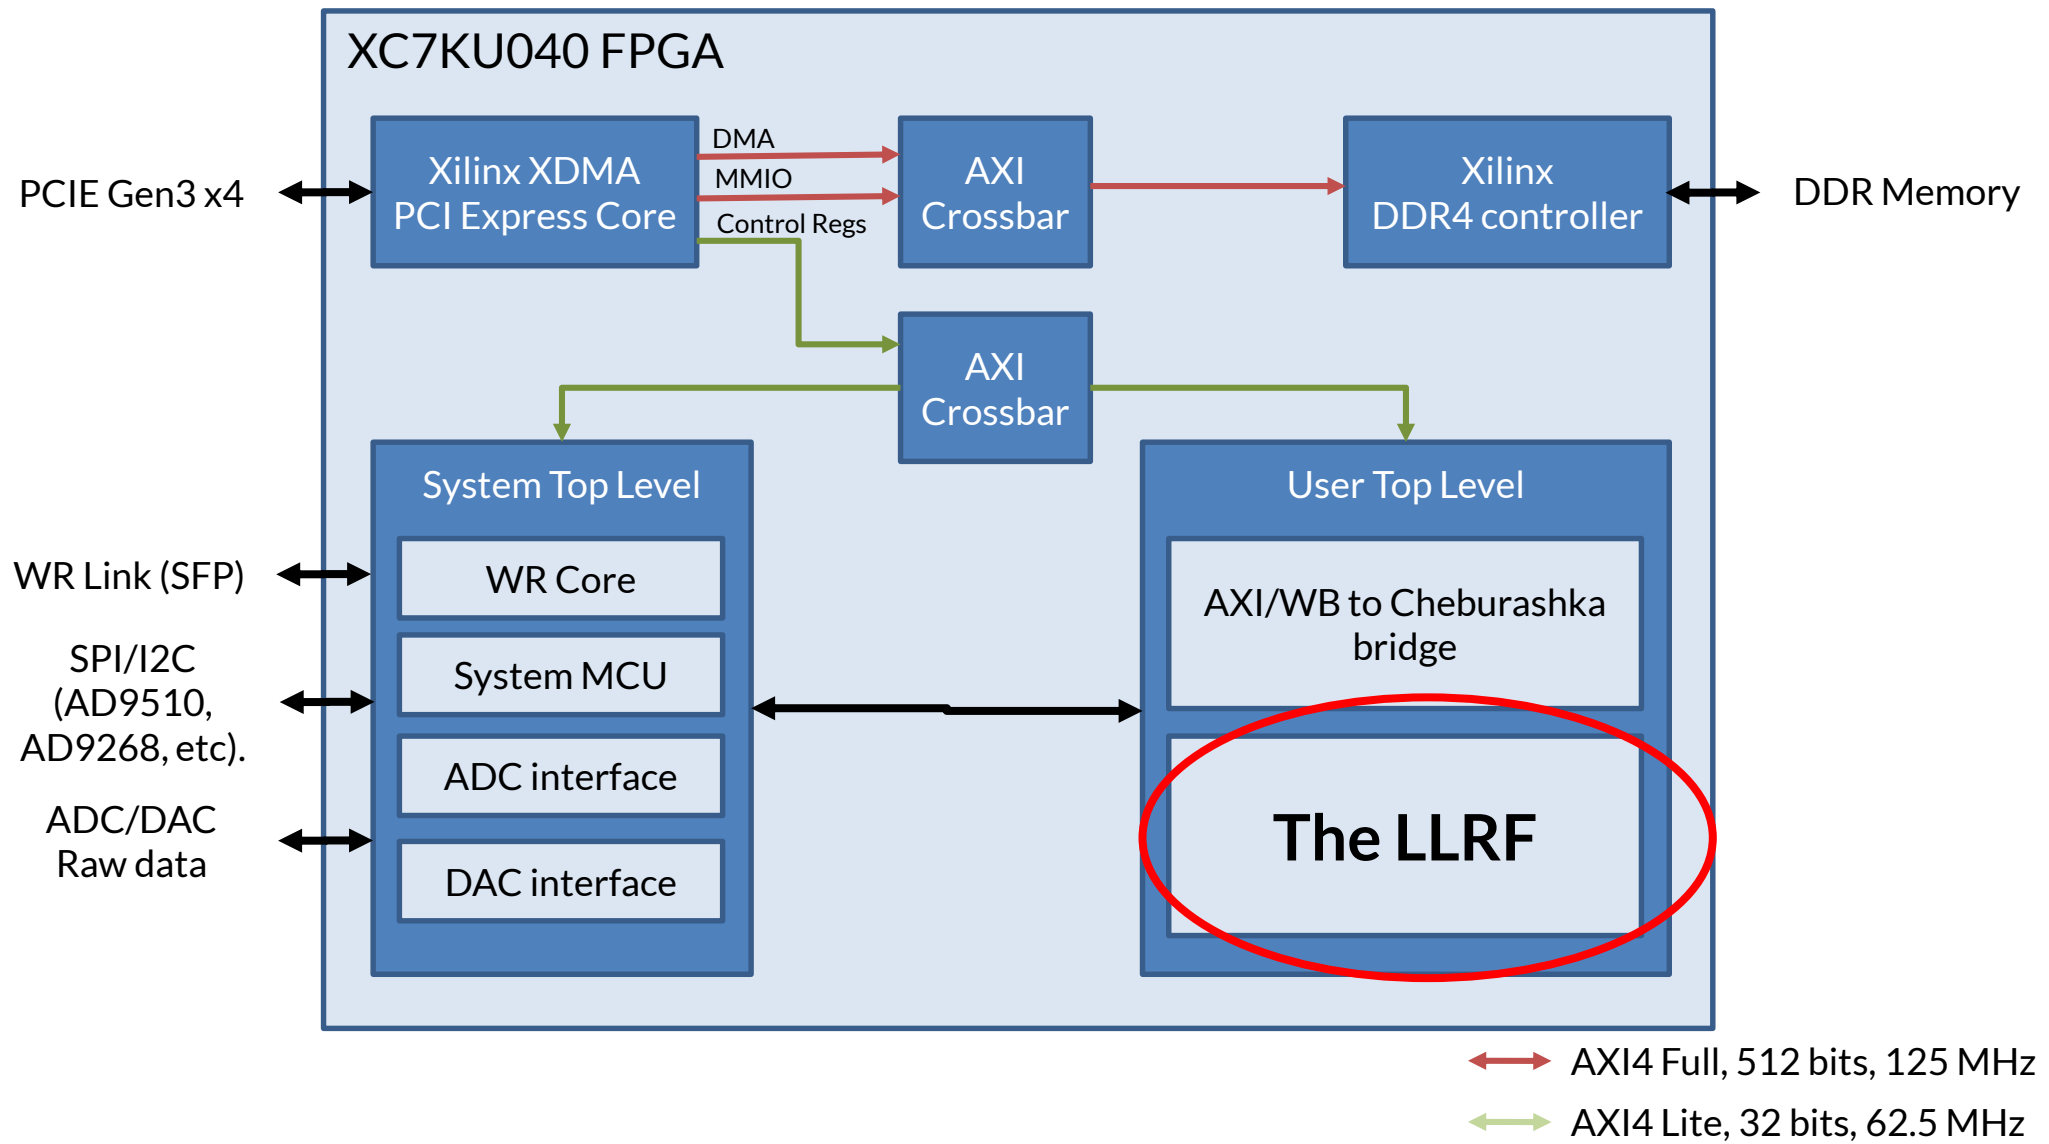 XC7KU040 FPGA
PCIE Gen3 x4
Xilinx XDMA
PCI Express Core
DMA
MMIO
Control Regs
AXI
Crossbar
Xilinx
DDR4 controller
DDR Memory
AXI
Crossbar
System Top Level
WR Core
System MCU
ADC interface
DAC interface
User Top Level
AXI/WB to Cheburashka
bridge
The LLRF
WR Link (SFP)
SPI/I2C
(AD9510,
AD9268, etc).
ADC/DAC
Raw data
AXI4 Full, 512 bits, 125 MHz
AXI4 Lite, 32 bits, 62.5 MHz